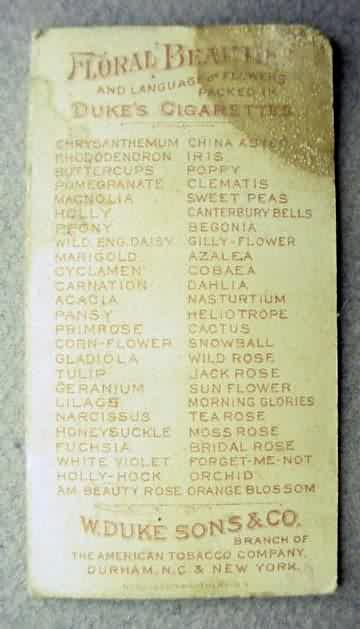 FLORAL BEAUTIES
AND LANGUAGE OF FLOWERS
PACKED IN
DUKE'S CIGARETTES
CHRYSANTHEMUM CHINA ASTER
RHODODENDRON IRIS
BUTTERCUPS POPPY
POMEGRANATE CLEMATIS
MAGNOLIA SWEET PEAS
HOLLY CANTERBURY BELLS
PEONY BEGONIA
WILD ENG. DAISY GILLY-FLOWER
MARIGOLD AZALEA
CYCLAMEN COBAEA
CARNATION DAHLIA
ACACIA NASTURTIUM
PANSY HELIOTROPE
PRIMROSE CACTUS
CORN-FLOWER SNOWBALL
GLADIOLA WILD ROSE
TULIP JACK ROSE
GERANIUM SUN FLOWER
LILACS MORNING GLORIES
NARCISSUS TEA ROSE
HONEYSUCKLE MOSS ROSE
FUCHSIA BRIDAL ROSE
WHITE VIOLET FORGET-ME-NOT
HOLLY-HOCK ORCHID
AM. BEAUTY ROSE ORANGE BLOSSOM
W. DUKE SONS & CO.
BRANCH OF
THE AMERICAN TOBACCO COMPANY.
DURHAM, N.C. & NEW YORK.